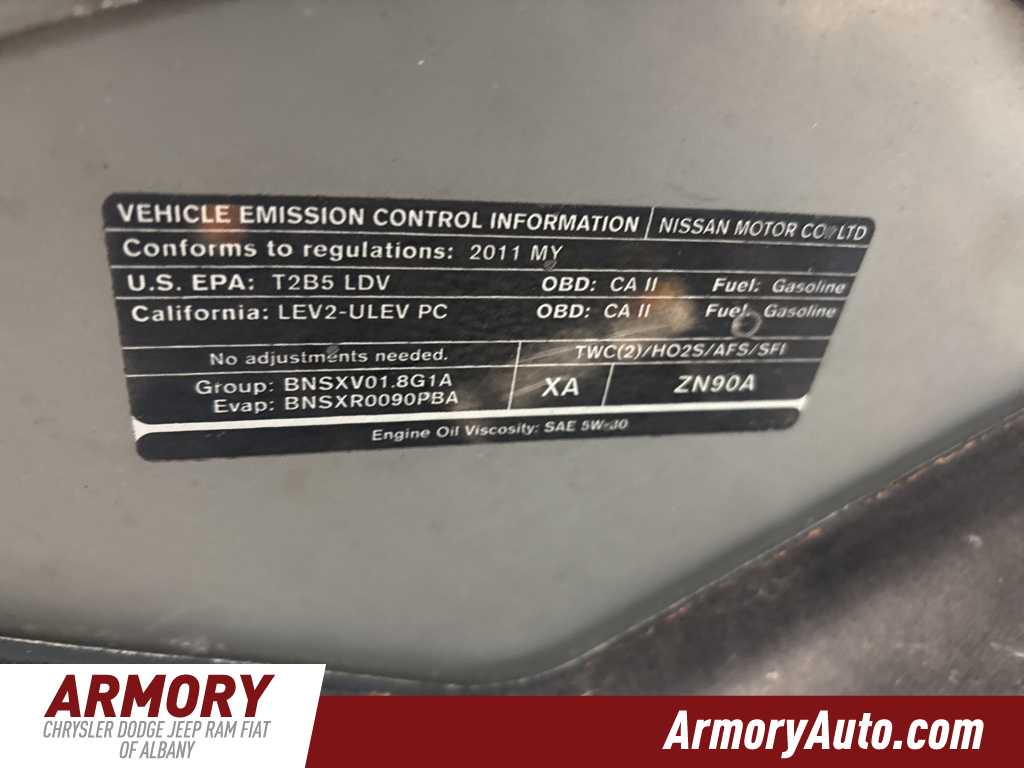 VEHICLE EMISSION CONTROL INFORMATION NISSAN MOTOR CO., LTD
Conforms to regulations: 2011 MY
U.S. EPA: T2B5 LDV OBD: CA II Fuel: Gasoline
California: LEV2-ULEV PC OBD: CA II Fuel: Gasoline
No adjustments needed. TWC(2)/HO2S/AFS/SFI
Group: BNSXV01.8G1A XA ZN90A
Evap: BNSXR0090PBA
Engine Oil Viscosity: SAE 5W-30
ARMORY
CHRYSLER DODGE JEEP RAM FIAT
OF ALBANY
ArmoryAuto.com